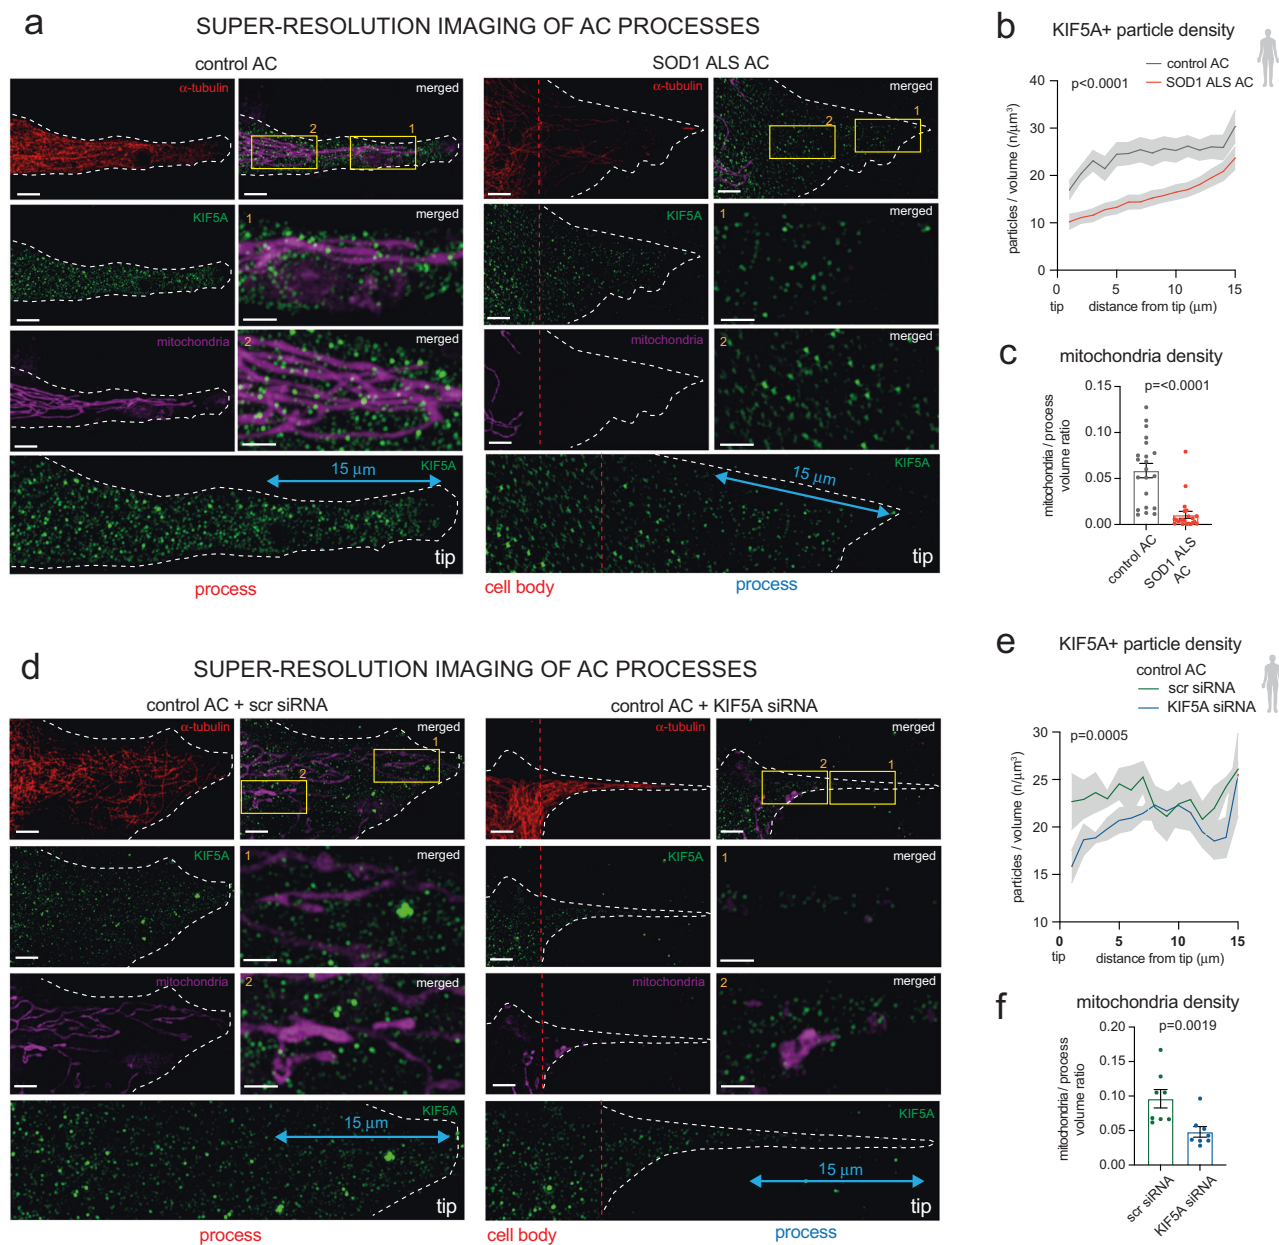 a
SUPER-RESOLUTION IMAGING OF AC PROCESSES
control AC
α-tubulin
merged
2
1
KIF5A
1
merged
mitochondria
2
merged
15 μm
KIF5A
tip
process
SOD1 ALS AC
α-tubulin
merged
2
1
KIF5A
1
merged
mitochondria
2
merged
15 μm
KIF5A
tip
cell body
process
b
KIF5A+ particle density
control AC
SOD1 ALS AC
p<0.0001
particles / volume (n/μm³)
40
30
20
10
0
0
5
10
15
tip
distance from tip (μm)
c
mitochondria density
p=<0.0001
mitochondria/process
volume ratio
0.15
0.10
0.05
0.00
control AC
SOD1 ALS
AC
d
SUPER-RESOLUTION IMAGING OF AC PROCESSES
control AC + scr siRNA
α-tubulin
merged
1
2
KIF5A
1
merged
mitochondria
2
merged
15 μm
KIF5A
tip
process
control AC + KIF5A siRNA
α-tubulin
merged
2
1
KIF5A
1
merged
mitochondria
2
merged
KIF5A
15 μm
tip
cell body
process
e
KIF5A+ particle density
control AC
scr siRNA
KIF5A siRNA
p=0.0005
particles / volume (n/μm³)
30
25
20
15
10
0
5
10
15
tip
distance from tip (μm)
f
mitochondria density
p=0.0019
mitochondria/process
volume ratio
0.20
0.15
0.10
0.05
0.00
scr siRNA
KIF5A siRNA